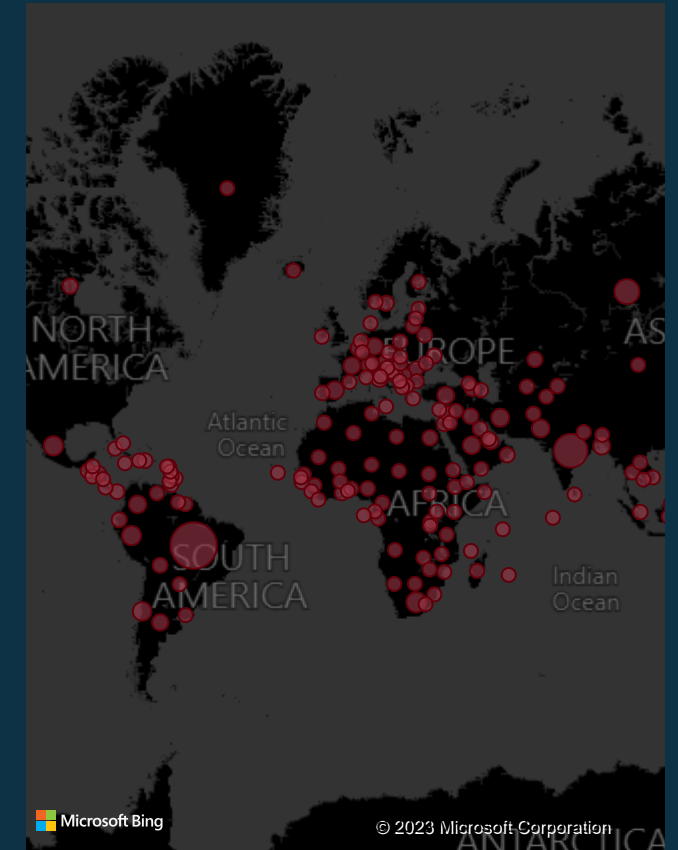 NORTH
AMERICA
EUROPE
AS
Atlantic
Ocean
AFRICA
SOUTH
AMERICA
Indian
Ocean
Microsoft Bing
© 2023 Microsoft Corporation
ANTARCTICA